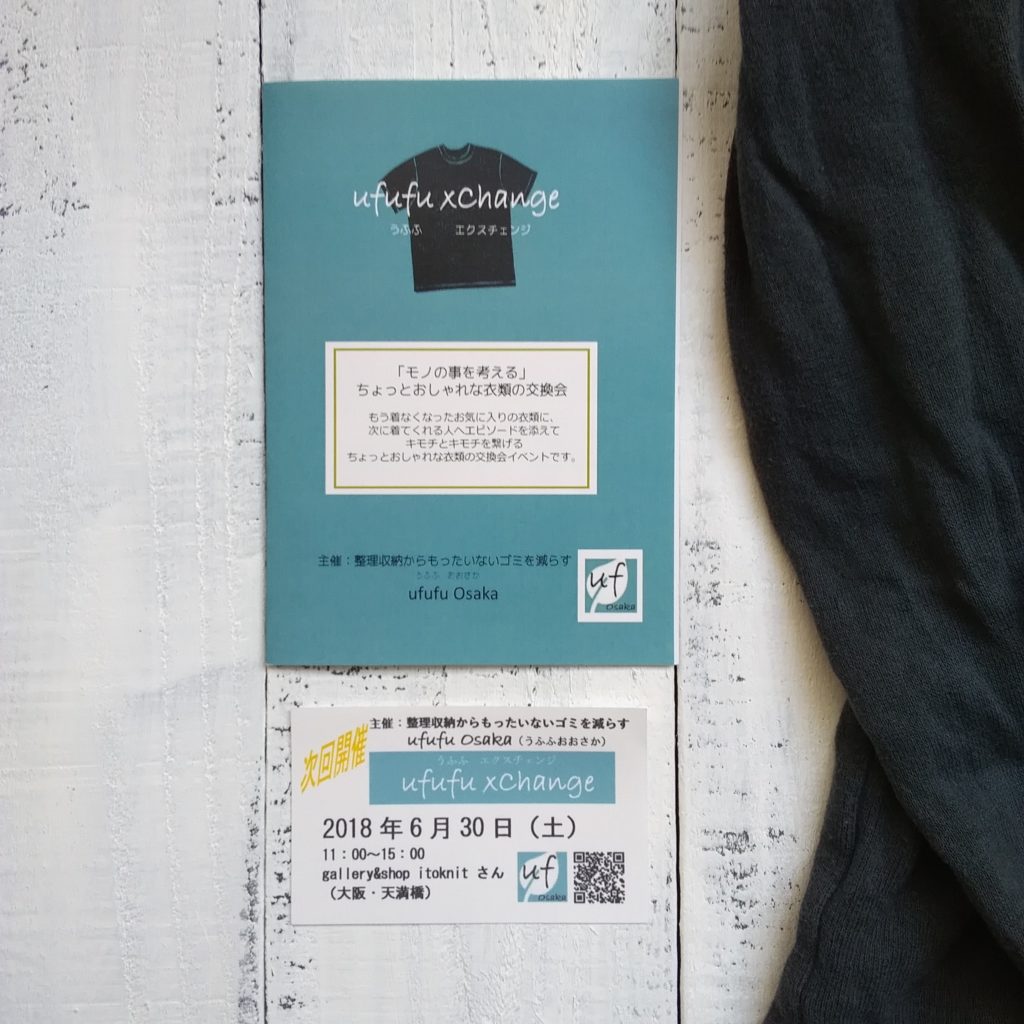 ufufu xChange
うふふ エクスチェンジ
「モノの事を考える」
ちょっとおしゃれな衣類の交換会
もう着なくなったお気に入りの衣類に、
次に着てくれる人へエピソードを添えて
キモチとキモチを繋げる
ちょっとおしゃれな衣類の交換会イベントです。
主催：整理収納からもったいないゴミを減らす
うふふ おおさか
ufufu Osaka
uf
Osaka
次回開催
主催：整理収納からもったいないゴミを減らす
ufufu Osaka（うふふおおさか）
うふふ エクスチェンジ
ufufu xChange
2018 年 6 月 30 日（土）
11：00～15：00
gallery&shop itoknit さん
（大阪・天満橋）
uf
Osaka